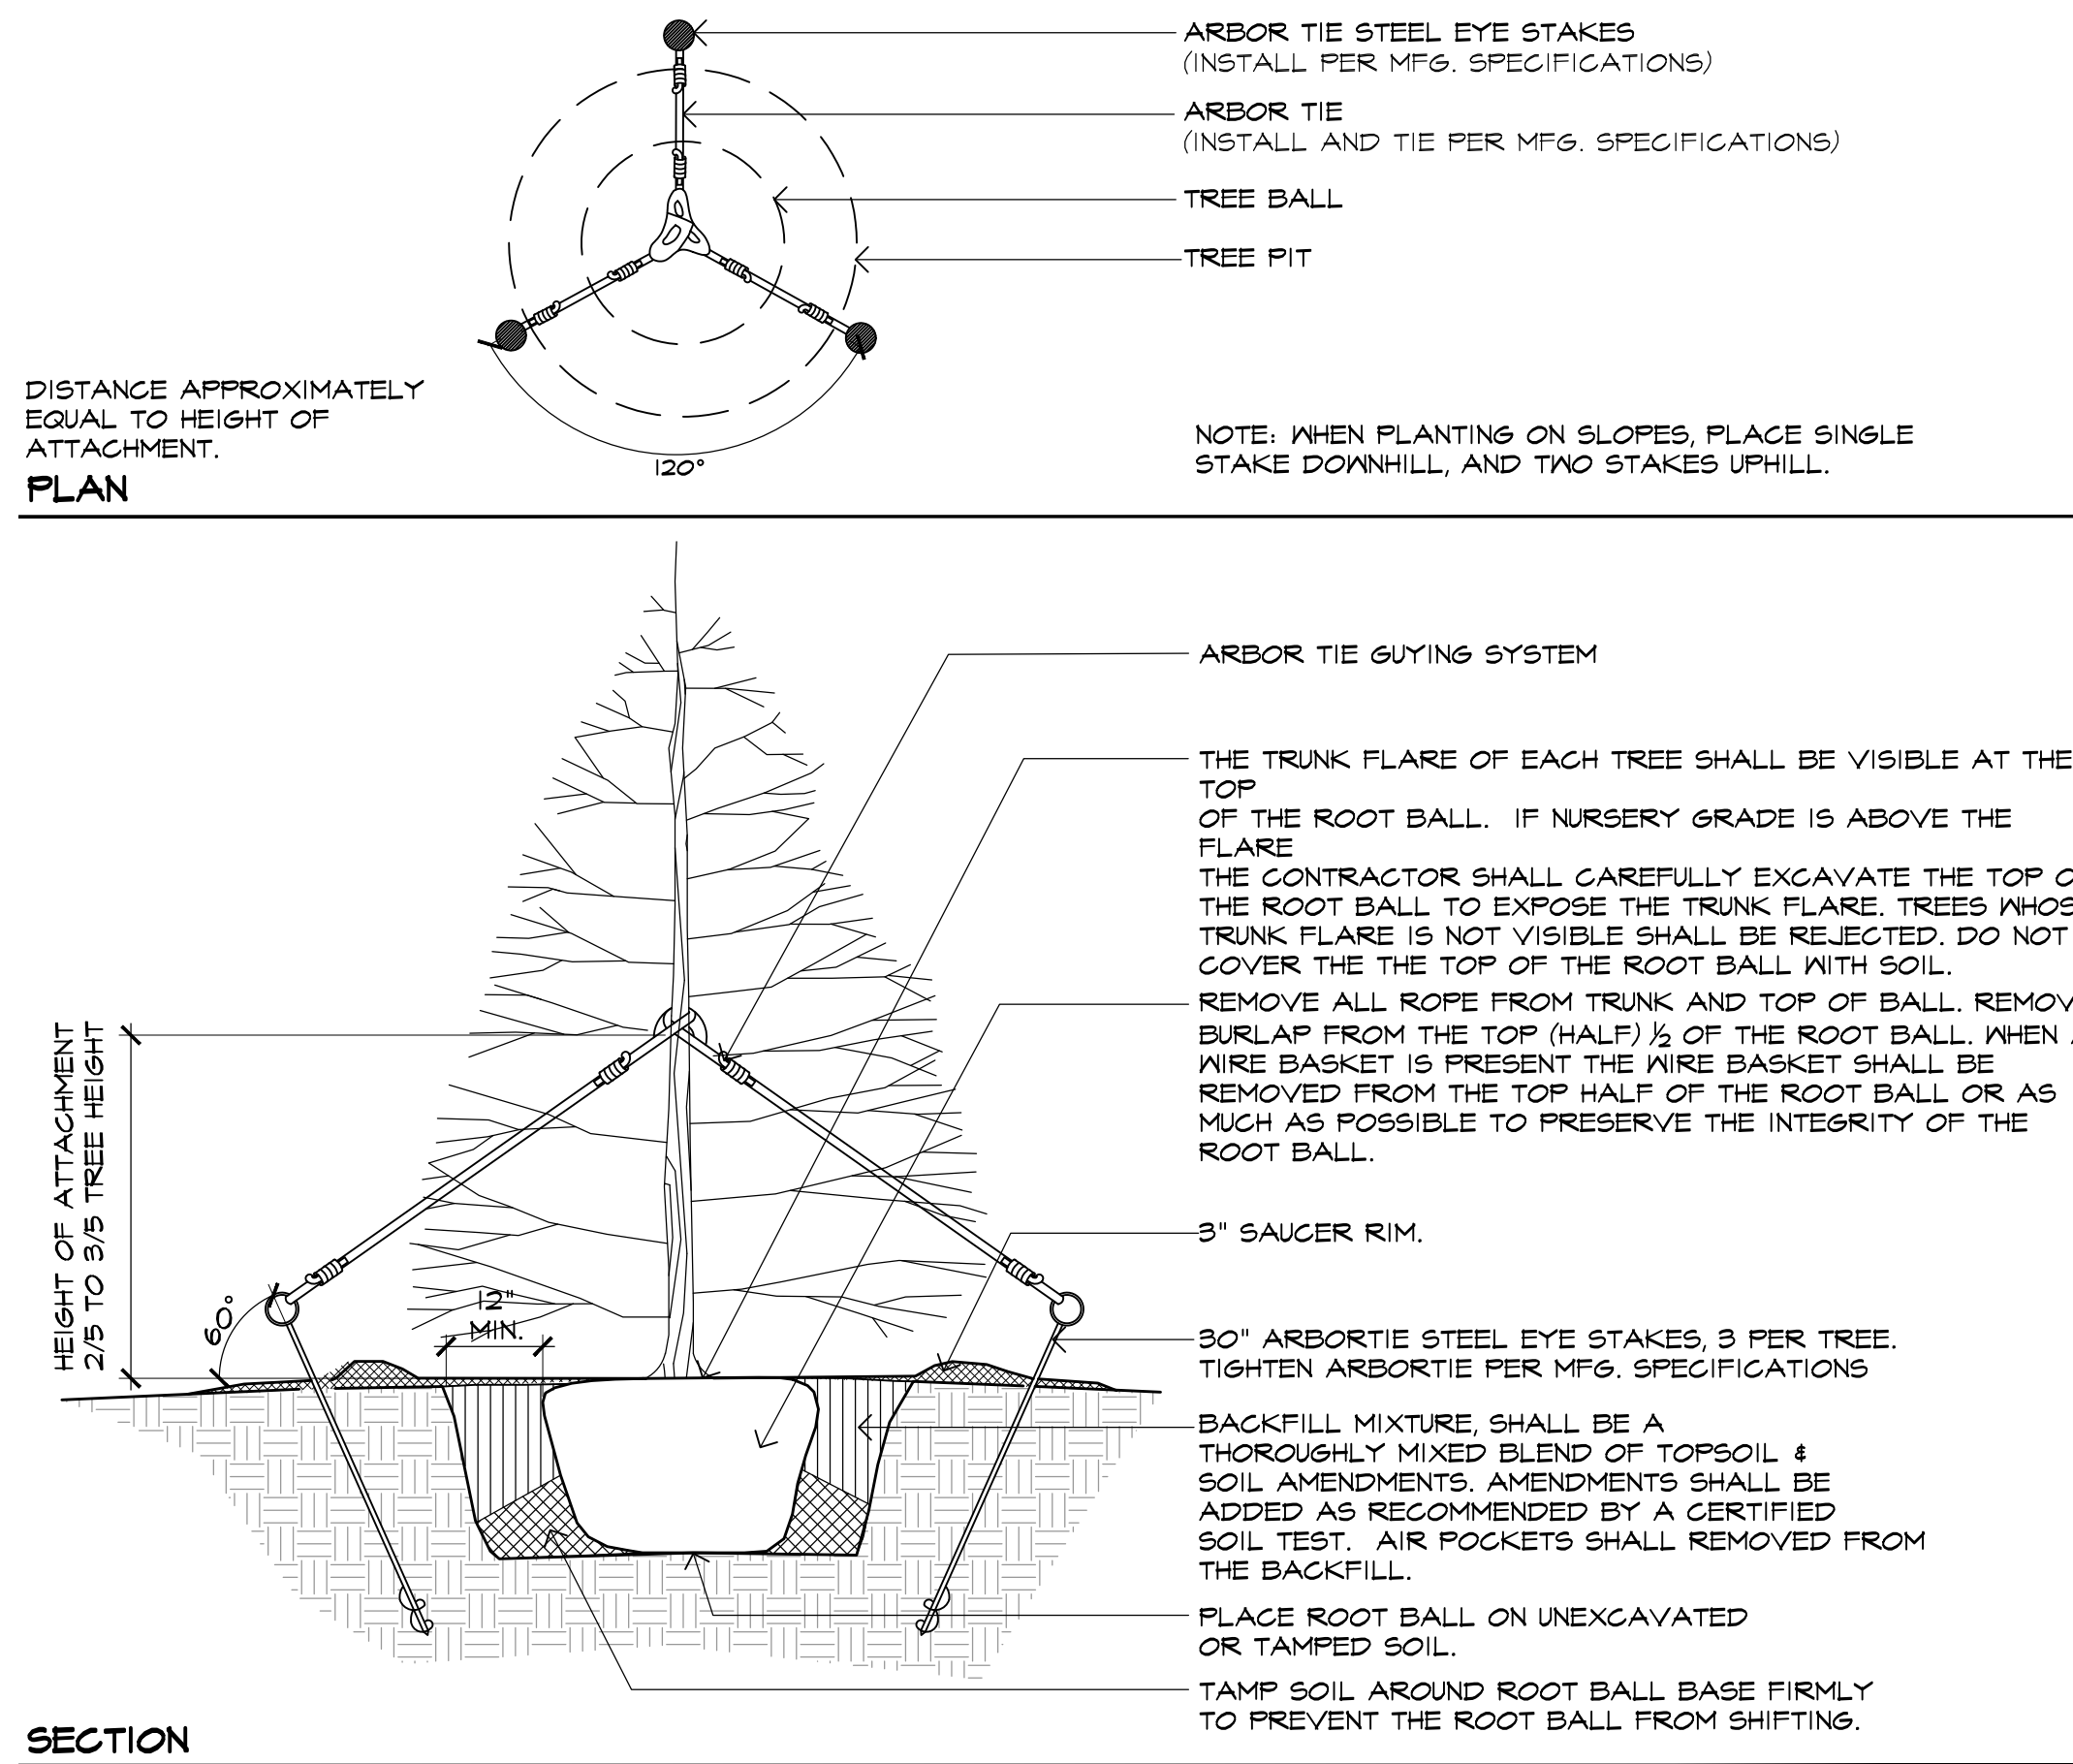 ARBOR TIE STEEL EYE STAKES
(INSTALL PER MFG. SPECIFICATIONS)
ARBOR TIE
(INSTALL AND TIE PER MFG. SPECIFICATIONS)
TREE BALL
TREE PIT
DISTANCE APPROXIMATELY
EQUAL TO HEIGHT OF
ATTACHMENT.
120°
NOTE: WHEN PLANTING ON SLOPES, PLACE SINGLE
STAKE DOWNHILL, AND TWO STAKES UPHILL.
PLAN
ARBOR TIE GUYING SYSTEM
THE TRUNK FLARE OF EACH TREE SHALL BE VISIBLE AT THE
TOP
OF THE ROOT BALL. IF NURSERY GRADE IS ABOVE THE
FLARE
THE CONTRACTOR SHALL CAREFULLY EXCAVATE THE TOP O
THE ROOT BALL TO EXPOSE THE TRUNK FLARE. TREES WHOS
TRUNK FLARE IS NOT VISIBLE SHALL BE REJECTED. DO NOT
COVER THE THE TOP OF THE ROOT BALL WITH SOIL.
REMOVE ALL ROPE FROM TRUNK AND TOP OF BALL. REMOV
BURLAP FROM THE TOP (HALF) ½ OF THE ROOT BALL. WHEN A
WIRE BASKET IS PRESENT THE WIRE BASKET SHALL BE
REMOVED FROM THE TOP HALF OF THE ROOT BALL OR AS
MUCH AS POSSIBLE TO PRESERVE THE INTEGRITY OF THE
ROOT BALL.
HEIGHT OF ATTACHMENT
2/5 TO 3/5 TREE HEIGHT
60°
12"
MIN.
3" SAUCER RIM.
30" ARBORTIE STEEL EYE STAKES, 3 PER TREE.
TIGHTEN ARBORTIE PER MFG. SPECIFICATIONS
BACKFILL MIXTURE, SHALL BE A
THOROUGHLY MIXED BLEND OF TOPSOIL &
SOIL AMENDMENTS. AMENDMENTS SHALL BE
ADDED AS RECOMMENDED BY A CERTIFIED
SOIL TEST. AIR POCKETS SHALL REMOVED FROM
THE BACKFILL.
PLACE ROOT BALL ON UNEXCAVATED
OR TAMPED SOIL.
TAMP SOIL AROUND ROOT BALL BASE FIRMLY
TO PREVENT THE ROOT BALL FROM SHIFTING.
SECTION